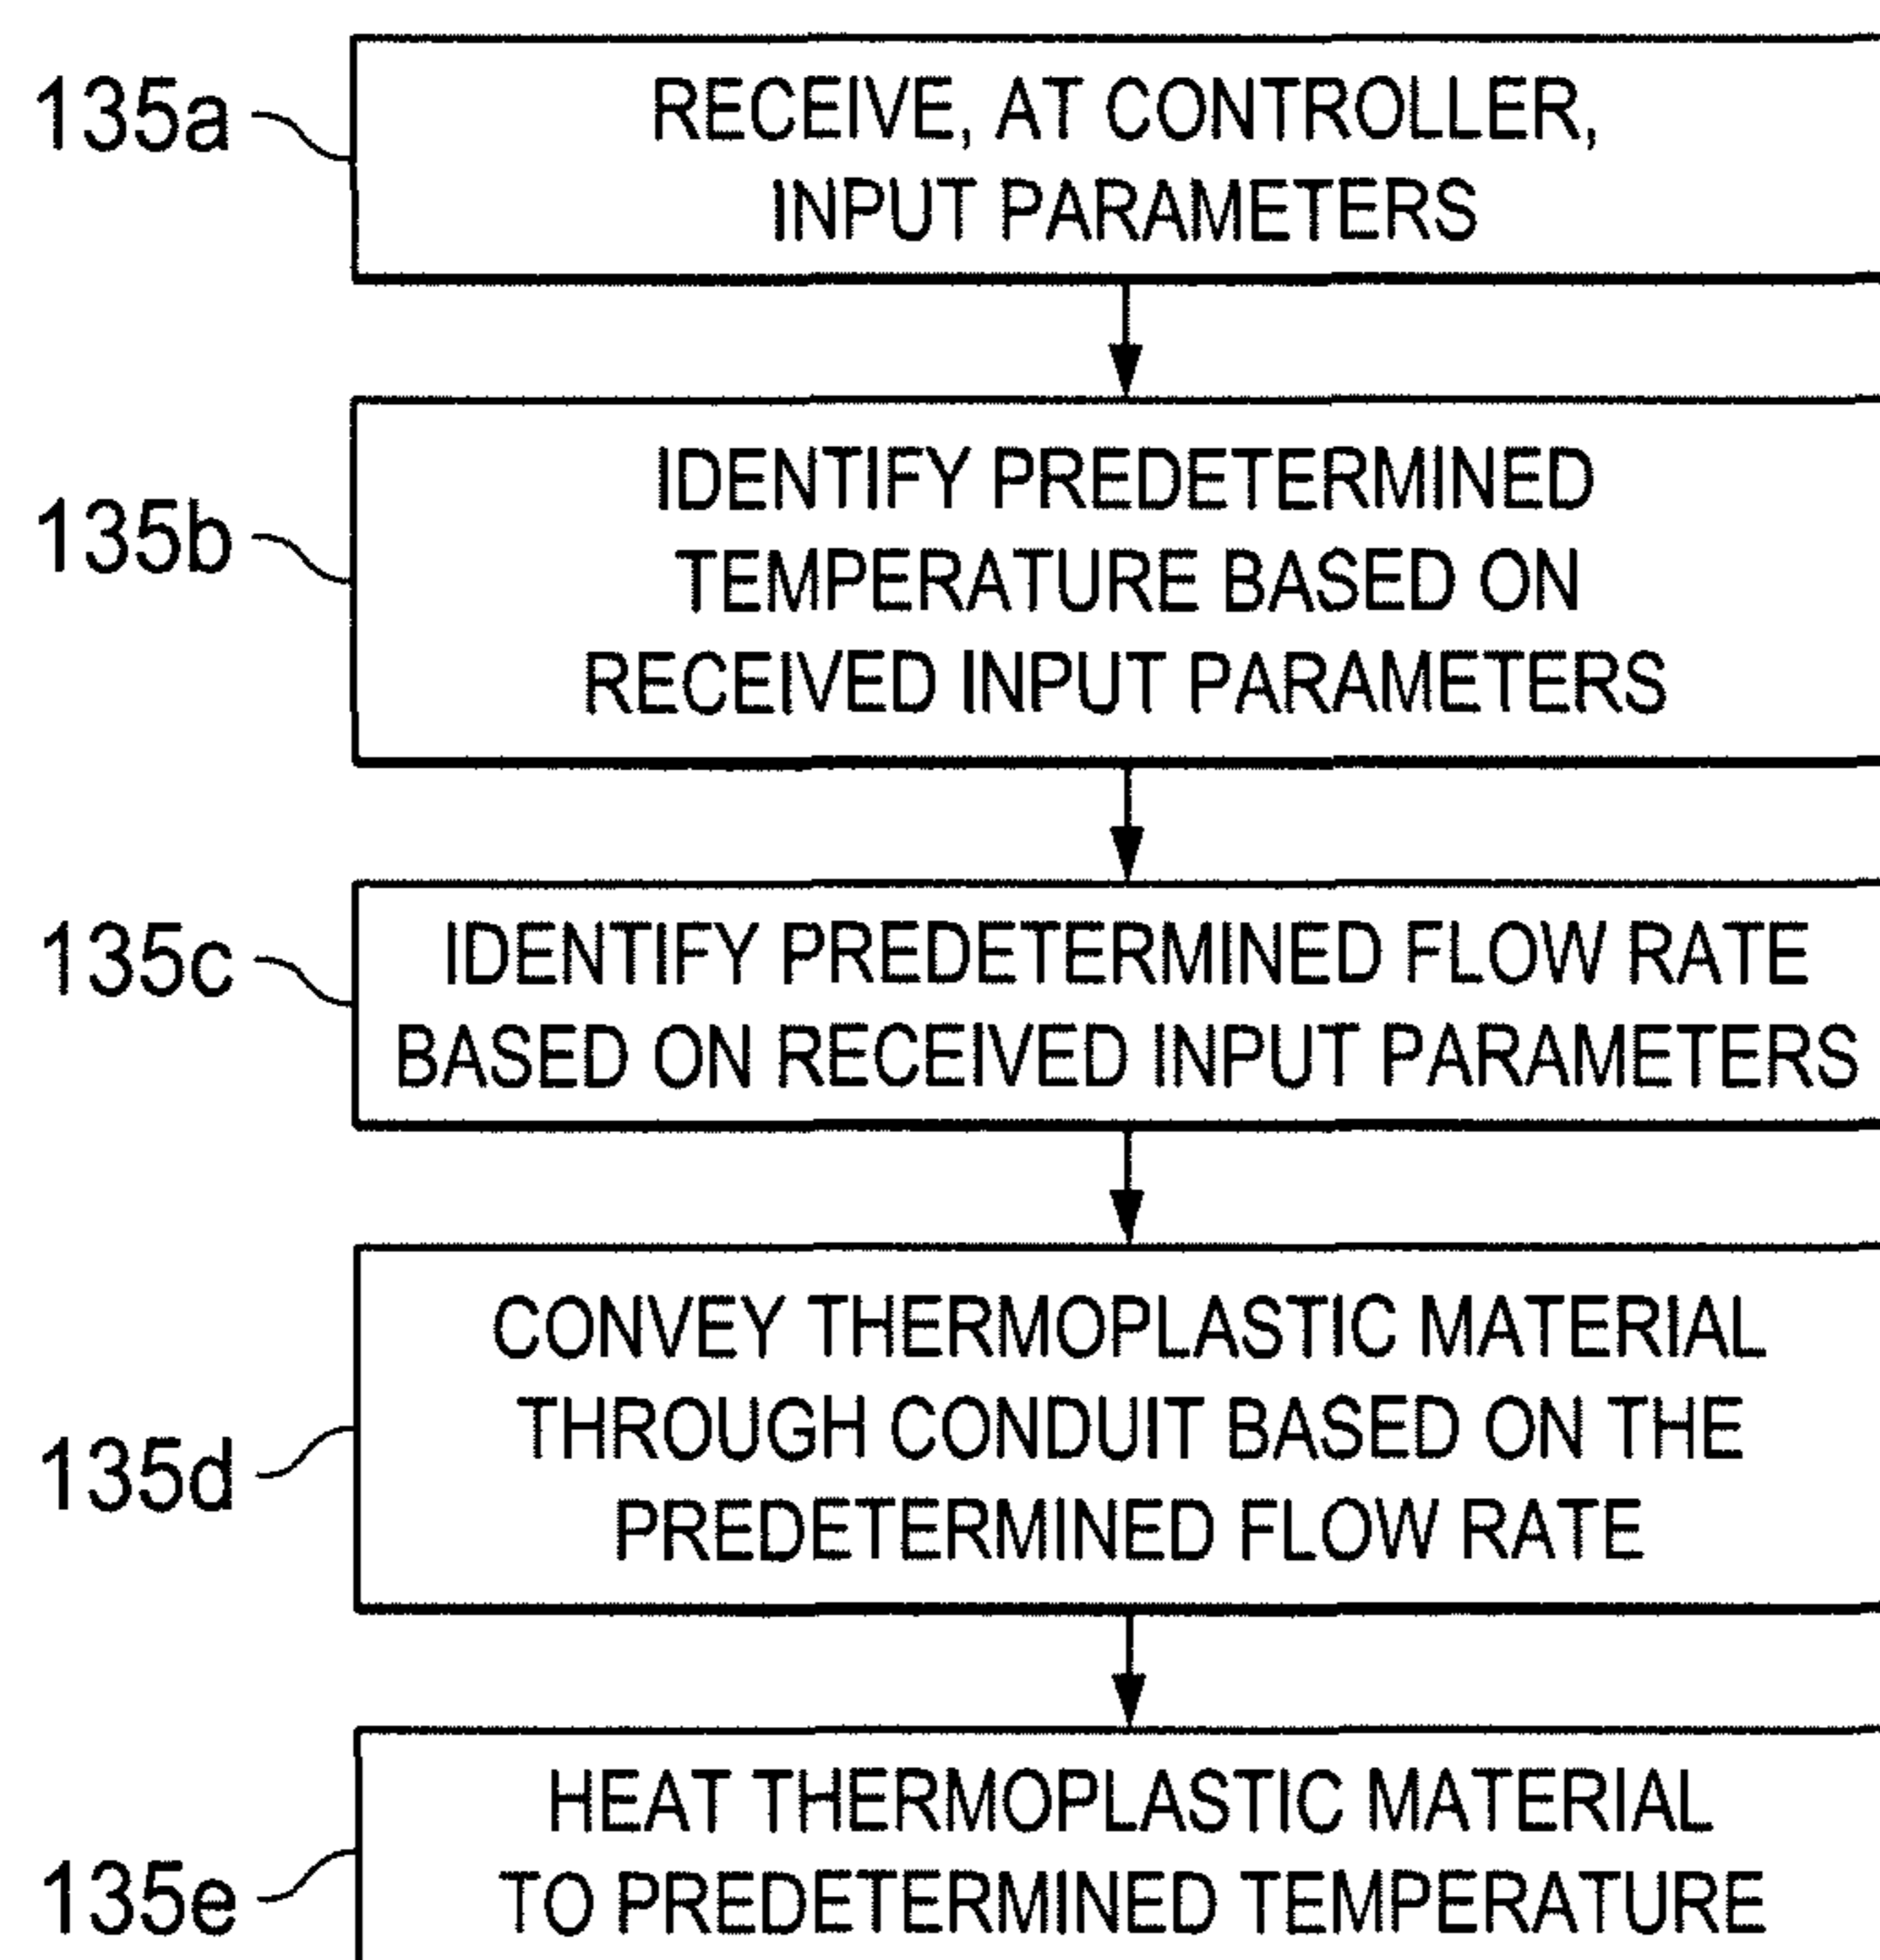 135a
RECEIVE, AT CONTROLLER,
INPUT PARAMETERS
135b
IDENTIFY PREDETERMINED
TEMPERATURE BASED ON
RECEIVED INPUT PARAMETERS
135c
IDENTIFY PREDETERMINED FLOW RATE
BASED ON RECEIVED INPUT PARAMETERS
135d
CONVEY THERMOPLASTIC MATERIAL
THROUGH CONDUIT BASED ON THE
PREDETERMINED FLOW RATE
135e
HEAT THERMOPLASTIC MATERIAL
TO PREDETERMINED TEMPERATURE